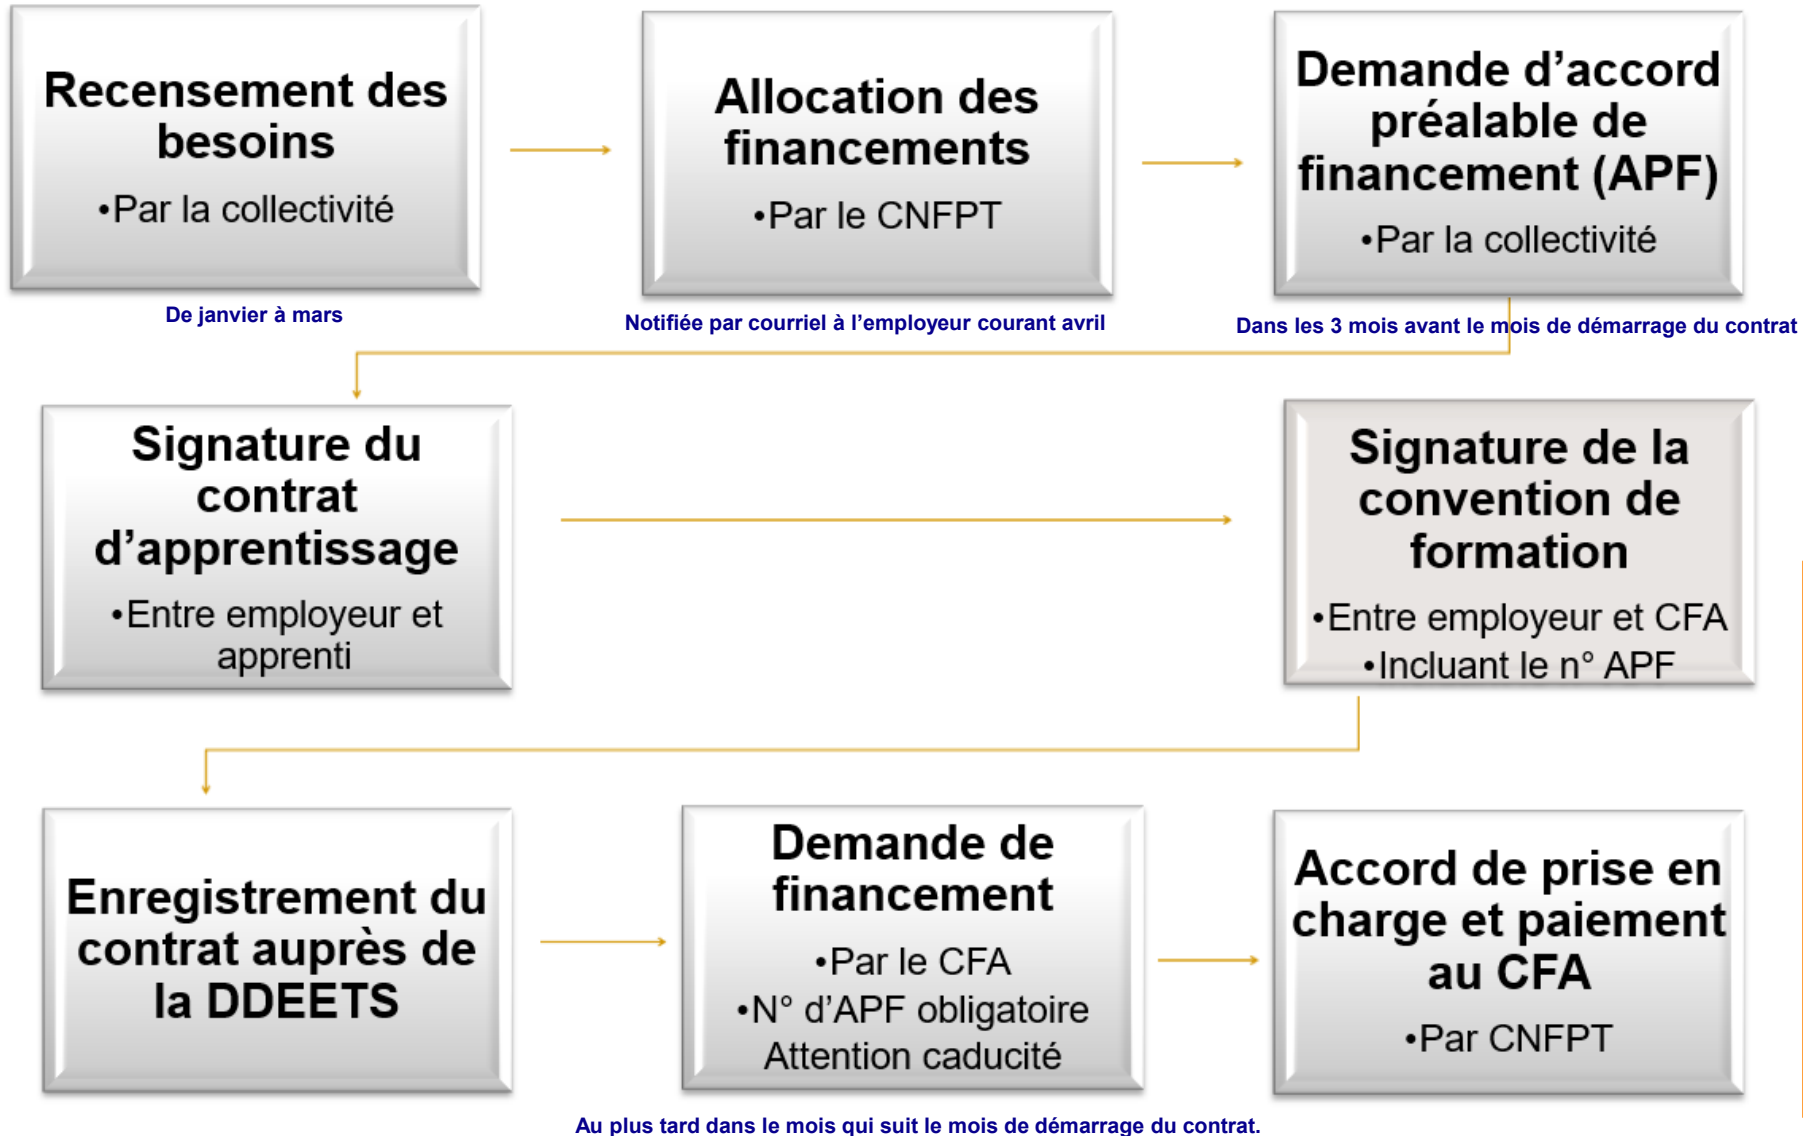 Recensement des
besoins
•Par la collectivité
De janvier à mars
Allocation des
financements
•Par le CNFPT
Notifiée par courriel à l’employeur courant avril
Demande d’accord
préalable de
financement (APF)
•Par la collectivité
Dans les 3 mois avant le mois de démarrage du contrat
Signature du
contrat
d’apprentissage
•Entre employeur et
apprenti
Signature de la
convention de
formation
•Entre employeur et CFA
•Incluant le n° APF
Enregistrement du
contrat auprès de
la DDEETS
Demande de
financement
•Par le CFA
•N° d’APF obligatoire
Attention caducité
Au plus tard dans le mois qui suit le mois de démarrage du contrat.
Accord de prise en
charge et paiement
au CFA
•Par CNFPT